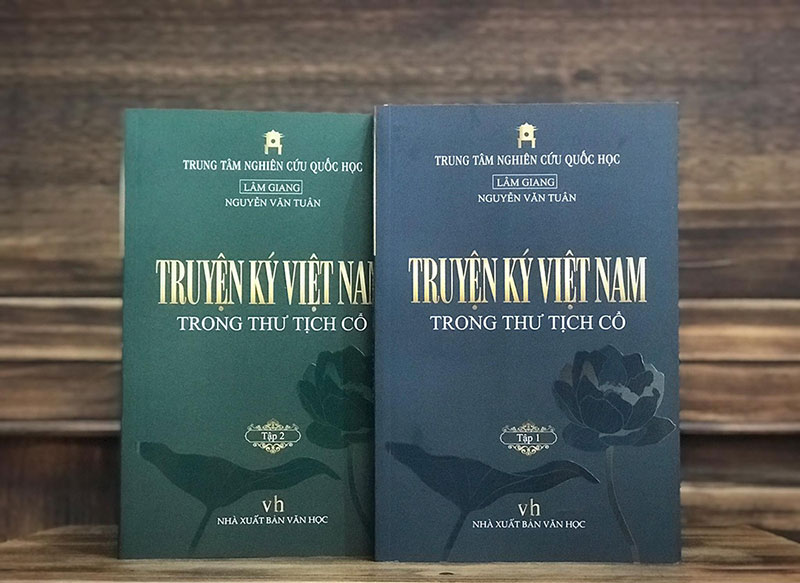 TRUNG TÂM NGHIÊN CỨU QUỐC HỌC
LÂM GIANG
NGUYỄN VĂN TUÂN
TRUYỆN KÝ VIỆT NAM
TRONG THƯ TỊCH CỔ
Tập 2
vh
NHÀ XUẤT BẢN VĂN HỌC
TRUNG TÂM NGHIÊN CỨU QUỐC HỌC
LÂM GIANG
NGUYỄN VĂN TUÂN
TRUYỆN KÝ VIỆT NAM
TRONG THƯ TỊCH CỔ
Tập 1
vh
NHÀ XUẤT BẢN VĂN HỌC